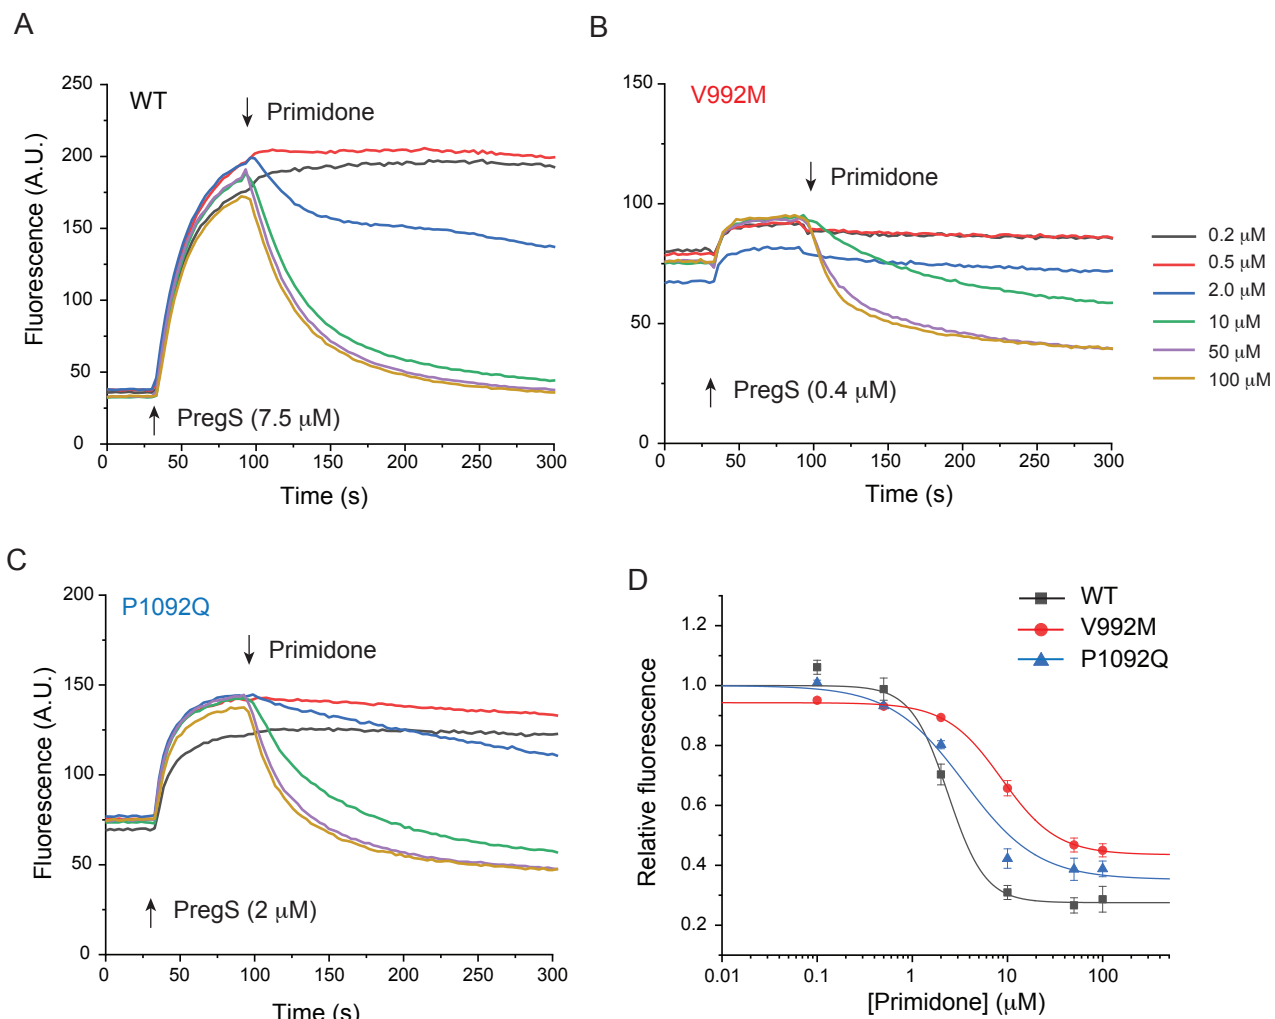 A
WT
Primidone
PregS (7.5 μM)
Fluorescence (A.U.)
250
200
150
100
50
0
0 50 100 150 200 250 300
Time (s)
B
V992M
Primidone
PregS (0.4 μM)
Fluorescence (A.U.)
150
100
50
0
0 50 100 150 200 250 300
Time (s)
0.2 μM
0.5 μM
2.0 μM
10 μM
50 μM
100 μM
C
P1092Q
Primidone
PregS (2 μM)
Fluorescence (A.U.)
200
150
100
50
0
0 50 100 150 200 250 300
Time (s)
D
WT
V992M
P1092Q
Relative fluorescence
1.2
1.0
0.8
0.6
0.4
0.2
0.01 0.1 1 10 100
[Primidone] (μM)